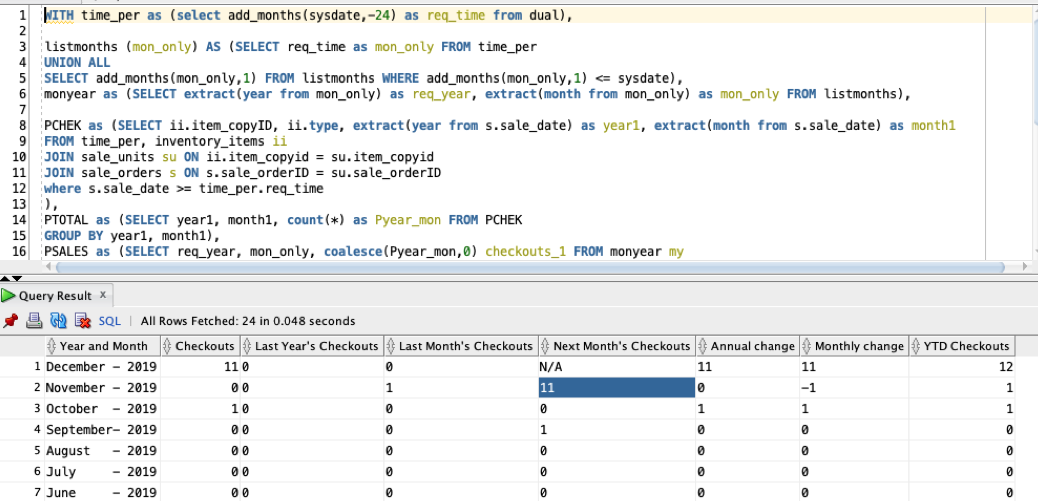 1 WITH time_per as (select add_months(sysdate,-24) as req_time from dual),
2
3 listmonths (mon_only) AS (SELECT req_time as mon_only FROM time_per
4 UNION ALL
5 SELECT add_months(mon_only,1) FROM listmonths WHERE add_months(mon_only,1) <= sysdate),
6 monyear as (SELECT extract(year from mon_only) as req_year, extract(month from mon_only) as mon_only FROM listmonths),
7
8 PCHEK as (SELECT ii.item_copyID, ii.type, extract(year from s.sale_date) as year1, extract(month from s.sale_date) as month1
9 FROM time_per, inventory_items ii
10 JOIN sale_units su ON ii.item_copyid = su.item_copyid
11 JOIN sale_orders s ON s.sale_orderID = su.sale_orderID
12 where s.sale_date >= time_per.req_time
13 ),
14 PTOTAL as (SELECT year1, month1, count(*) as Pyear_mon FROM PCHEK
15 GROUP BY year1, month1),
16 PSALES as (SELECT req_year, mon_only, coalesce(Pyear_mon,0) checkouts_1 FROM monyear my
Query Result x
SQL | All Rows Fetched: 24 in 0.048 seconds
Year and Month Checkouts Last Year's Checkouts Last Month's Checkouts Next Month's Checkouts Annual change Monthly change YTD Checkouts
1 December - 2019 11 0 0 N/A 11 11 12
2 November - 2019 0 0 1 11 0 -1 1
3 October - 2019 1 0 0 0 1 1 1
4 September- 2019 0 0 0 1 0 0 0
5 August - 2019 0 0 0 0 0 0 0
6 July - 2019 0 0 0 0 0 0 0
7 June - 2019 0 0 0 0 0 0 0